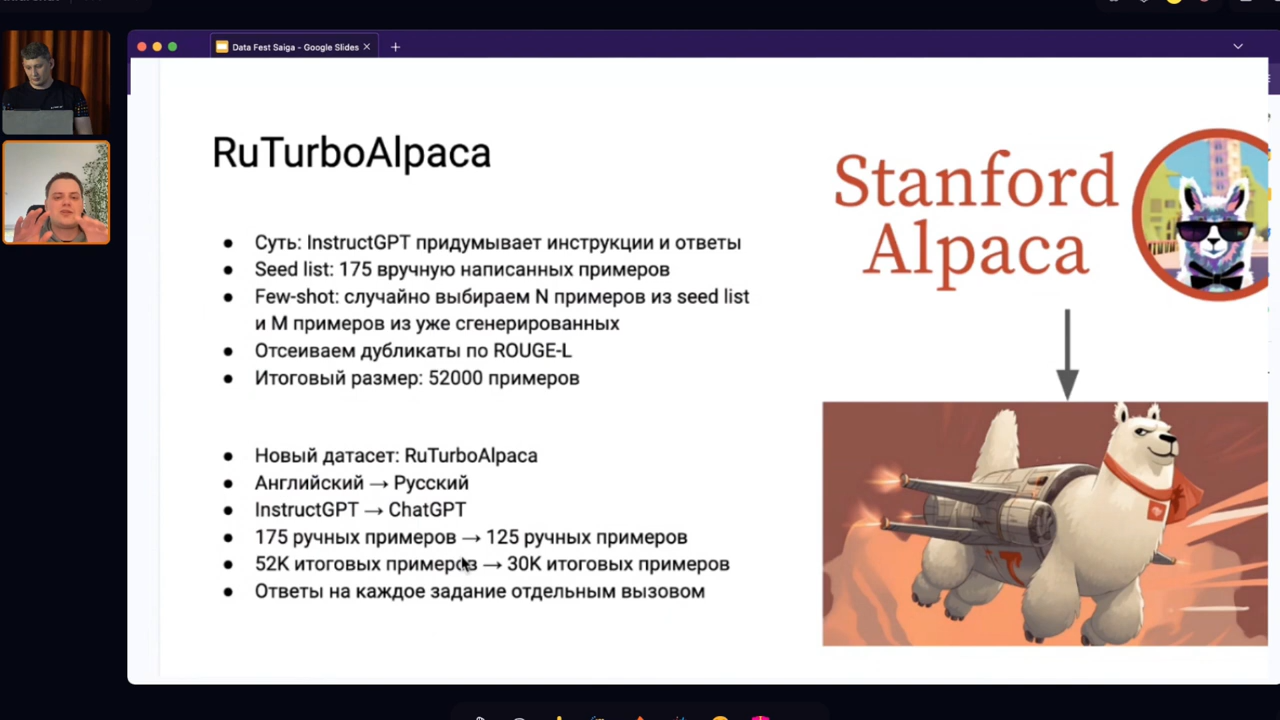 Data Fest Saiga - Google Slides
RuTurboAlpaca
Суть: InstructGPT придумывает инструкции и ответы
Seed list: 175 вручную написанных примеров
Few-shot: случайно выбираем N примеров из seed list
и M примеров из уже сгенерированных
Отсеиваем дубликаты по ROUGE-L
Итоговый размер: 52000 примеров
Новый датасет: RuTurboAlpaca
Английский → Русский
InstructGPT → ChatGPT
175 ручных примеров → 125 ручных примеров
52K итоговых примеров → 30K итоговых примеров
Ответы на каждое задание отдельным вызовом
Stanford
Alpaca